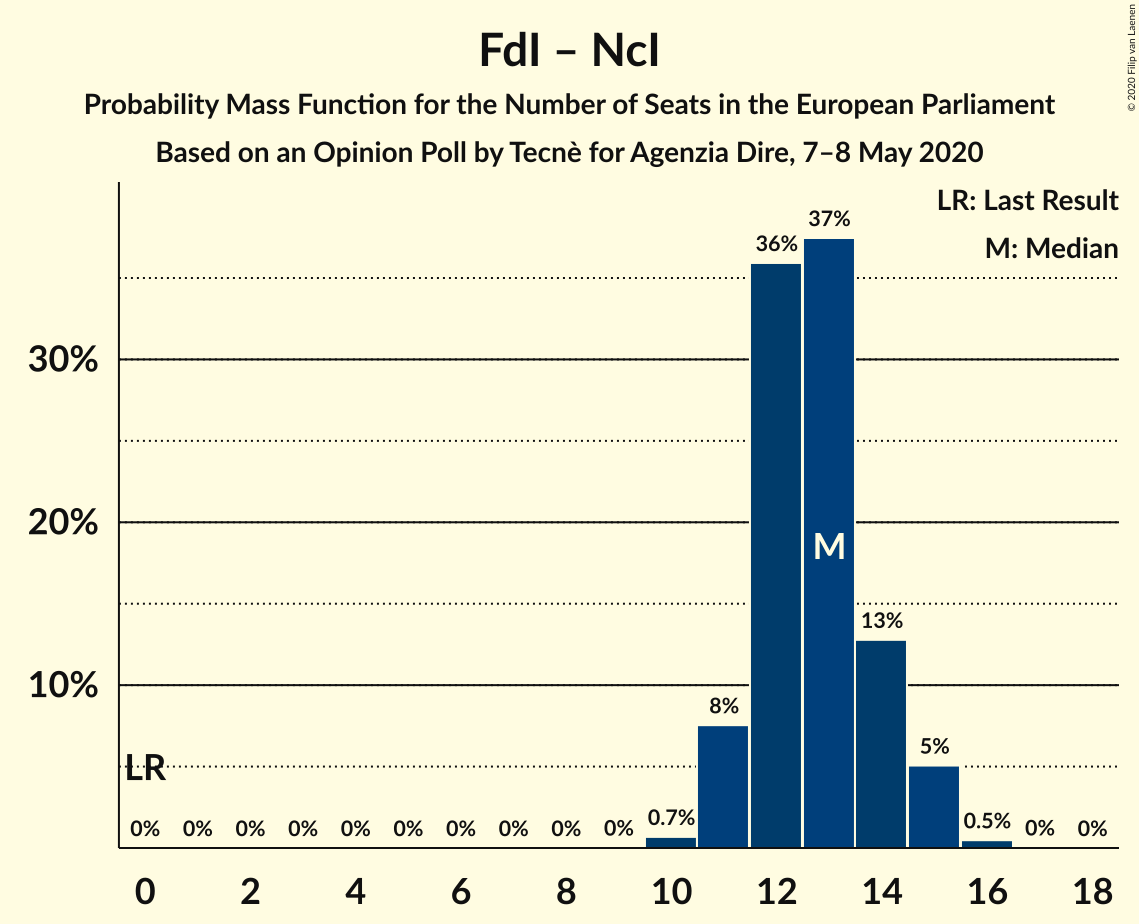 FdI – NcI
Probability Mass Function for the Number of Seats in the European Parliament
Based on an Opinion Poll by Tecnè for Agenzia Dire, 7–8 May 2020
© 2020 Filip van Laenen
LR: Last Result
M: Median
30%
20%
10%
LR
M
0% 0% 0% 0% 0% 0% 0% 0% 0% 0% 0.7% 8% 36% 37% 13% 5% 0.5% 0% 0%
0 2 4 6 8 10 12 14 16 18